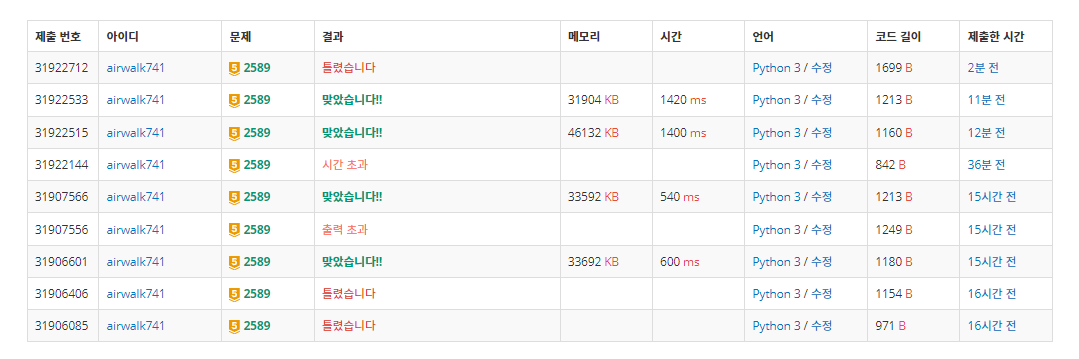 제출 번호 아이디 문제 결과 메모리 시간 언어 코드 길이 제출한 시간
31922712 airwalk741 5 2589 틀렸습니다 Python 3 / 수정 1699 B 2분 전
31922533 airwalk741 5 2589 맞았습니다!! 31904 KB 1420 ms Python 3 / 수정 1213 B 11분 전
31922515 airwalk741 5 2589 맞았습니다!! 46132 KB 1400 ms Python 3 / 수정 1160 B 12분 전
31922144 airwalk741 5 2589 시간 초과 Python 3 / 수정 842 B 36분 전
31907566 airwalk741 5 2589 맞았습니다!! 33592 KB 540 ms Python 3 / 수정 1213 B 15시간 전
31907556 airwalk741 5 2589 출력 초과 Python 3 / 수정 1249 B 15시간 전
31906601 airwalk741 5 2589 맞았습니다!! 33692 KB 600 ms Python 3 / 수정 1180 B 15시간 전
31906406 airwalk741 5 2589 틀렸습니다 Python 3 / 수정 1154 B 16시간 전
31906085 airwalk741 5 2589 틀렸습니다 Python 3 / 수정 971 B 16시간 전